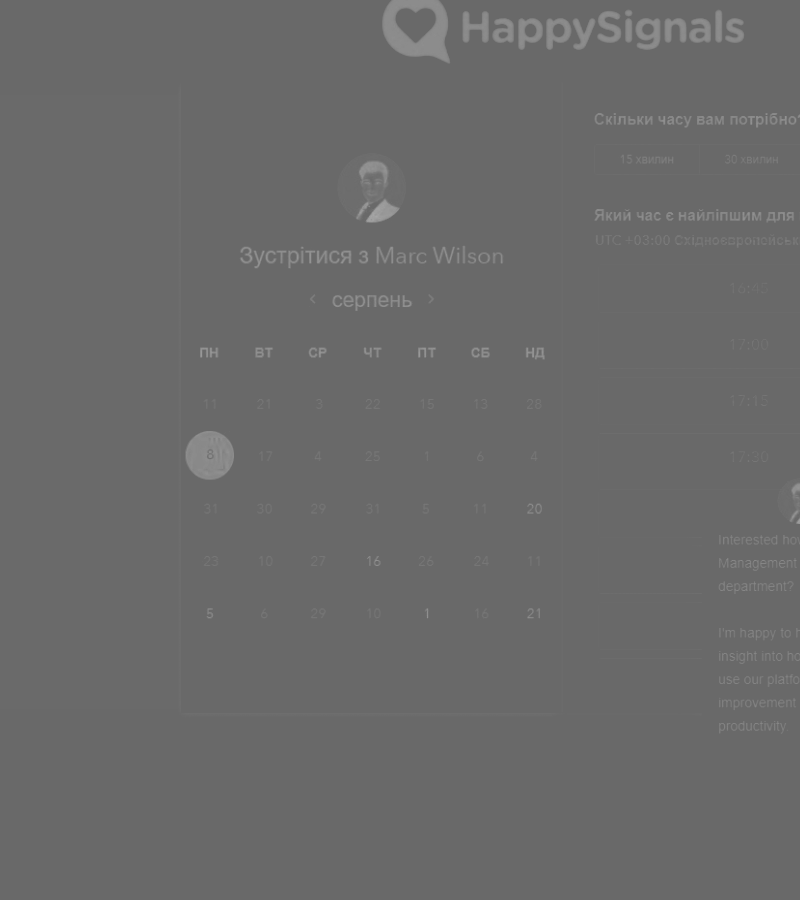 HappySignals
Зустрітися з Marc Wilson
серпень
ПН ВТ СР ЧТ ПТ СБ НД
11 21 3 22 15 13 28
8 17 4 25 1 6 4
31 30 29 31 5 11 20
23 10 27 16 26 24 11
5 6 29 10 1 16 21
Скільки часу вам потрібно?
15 хвилин 30 хвилин
Який час є найліпшим для
UTC +03:00 Східноєвропейськ
16:45
17:00
17:15
17:30
Interested how
Management
department?
I'm happy to h
insight into ho
use our platfo
improvement
productivity